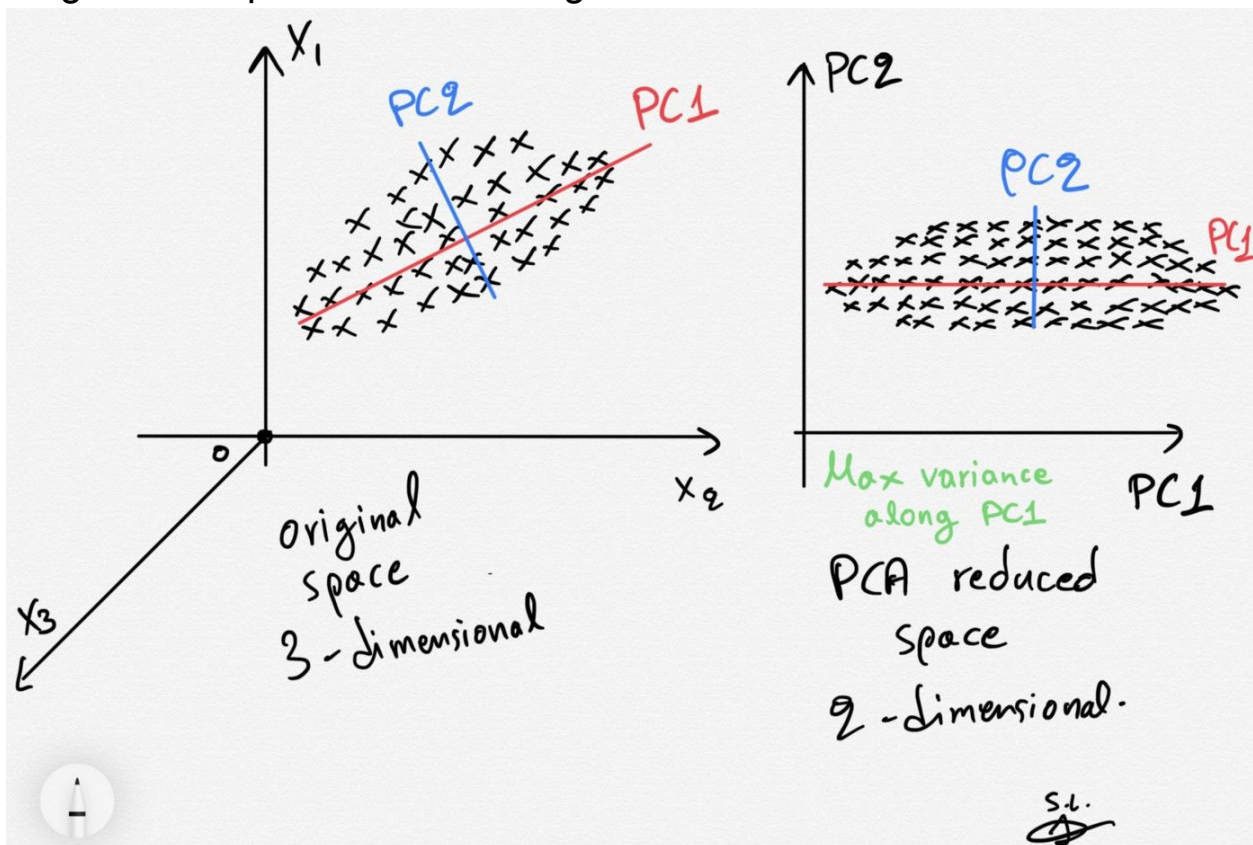 X1
PC2
PC1
X2
X3
0
original
space
3-dimensional
PC2
PC2
PC1
PC1
Max variance
along PC1
PCA reduced
space
2-dimensional.
S.L.